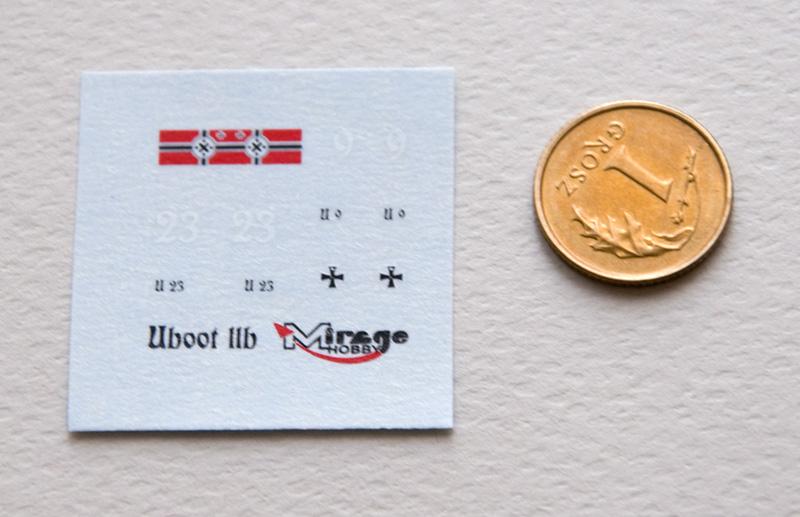 9 9
23 23
U 9 U 9
U 23 U 23
Uboot IIb
Mirage
HOBBY
1
GROSZ